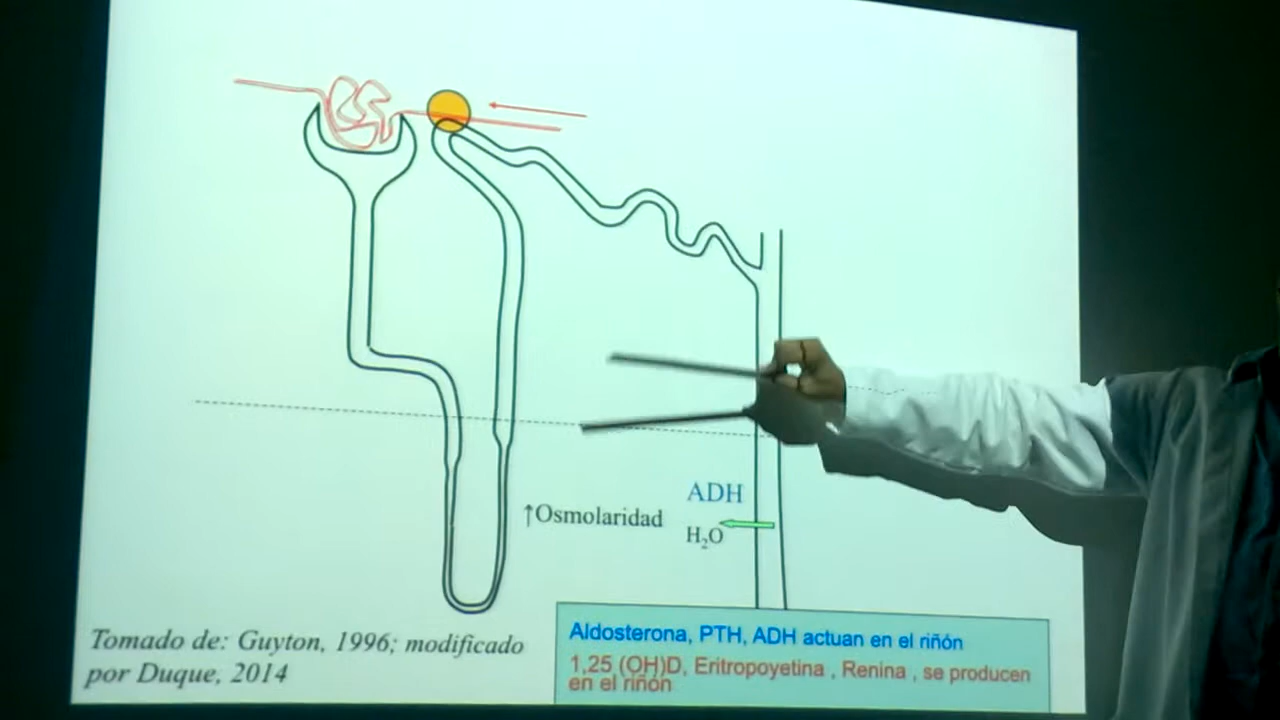 ADH
↑Osmolaridad
H₂O
Tomado de: Guyton, 1996; modificado
por Duque, 2014
Aldosterona, PTH, ADH actuan en el riñón
1,25 (OH)D, Eritropoyetina , Renina , se producen
en el riñón